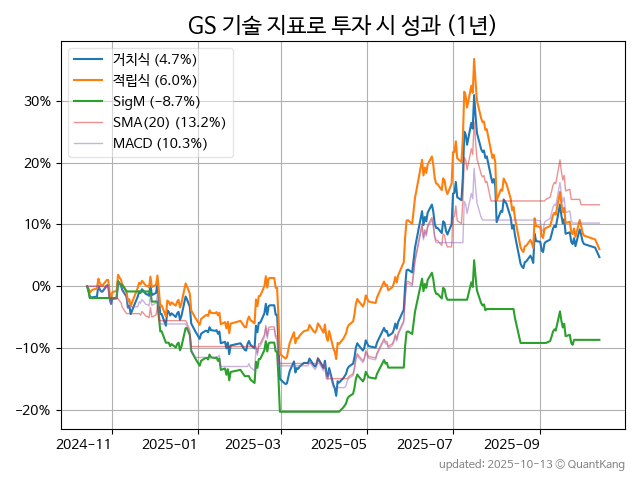 GS 기술 지표로 투자 시 성과 (1년)
거치식 (4.7%)
적립식 (6.0%)
SigM (−8.7%)
SMA(20) (13.2%)
MACD (10.3%)
30%
20%
10%
0%
−10%
−20%
2024-11 2025-01 2025-03 2025-05 2025-07 2025-09
updated: 2025-10-13 ⓒ QuantKang